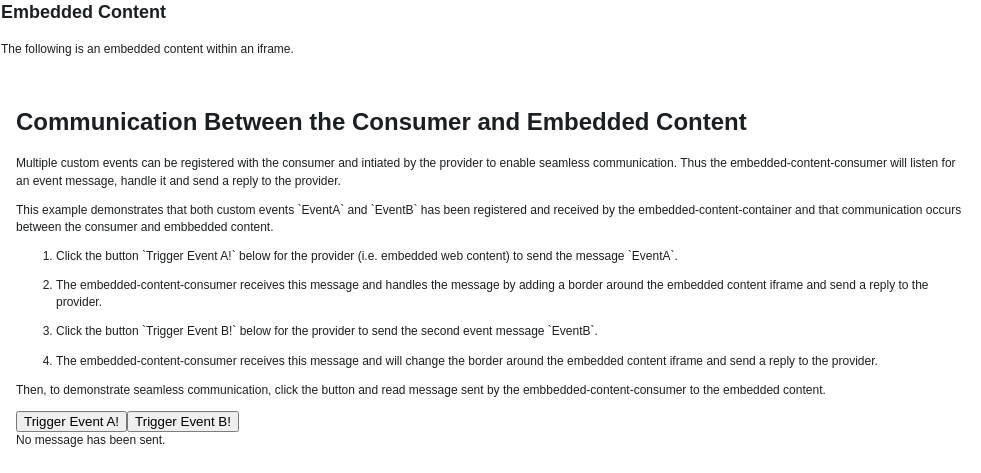 Embedded Content
The following is an embedded content within an iframe.
Communication Between the Consumer and Embedded Content
Multiple custom events can be registered with the consumer and intiated by the provider to enable seamless communication. Thus the embedded-content-consumer will listen for
an event message, handle it and send a reply to the provider.
This example demonstrates that both custom events `EventA` and `EventB` has been registered and received by the embedded-content-container and that communication occurs
between the consumer and embbedded content.
1. Click the button `Trigger Event A!` below for the provider (i.e. embedded web content) to send the message `EventA`.
2. The embedded-content-consumer receives this message and handles the message by adding a border around the embedded content iframe and send a reply to the
provider.
3. Click the button `Trigger Event B!` below for the provider to send the second event message `EventB`.
4. The embedded-content-consumer receives this message and will change the border around the embedded content iframe and send a reply to the provider.
Then, to demonstrate seamless communication, click the button and read message sent by the embbedded-content-consumer to the embedded content.
Trigger Event A! Trigger Event B!
No message has been sent.